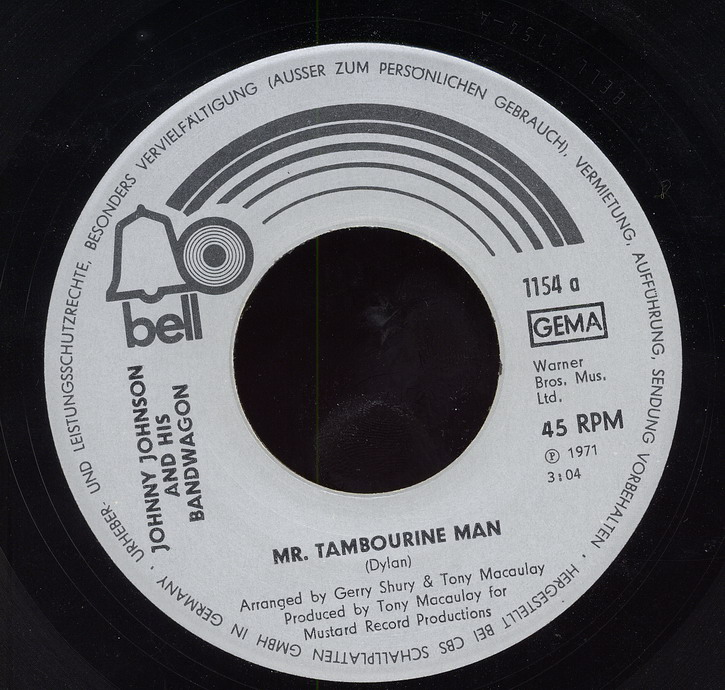 URHEBER- UND LEISTUNGSSCHUTZRECHTE, BESONDERS VERVIELFÄLTIGUNG (AUSSER ZUM PERSÖNLICHEN GEBRAUCH), VERMIETUNG, AUFFÜHRUNG, SENDUNG VORBEHALTEN · HERGESTELLT BEI CBS SCHALLPLATTEN GMBH IN GERMANY ·
bell
1154 a
GEMA
Warner
Bros. Mus.
Ltd.
45 RPM
Ⓟ 1971
3:04
JOHNNY JOHNSON
AND HIS
BANDWAGON
MR. TAMBOURINE MAN
(Dylan)
Arranged by Gerry Shury & Tony Macaulay
Produced by Tony Macaulay for
Mustard Record Productions